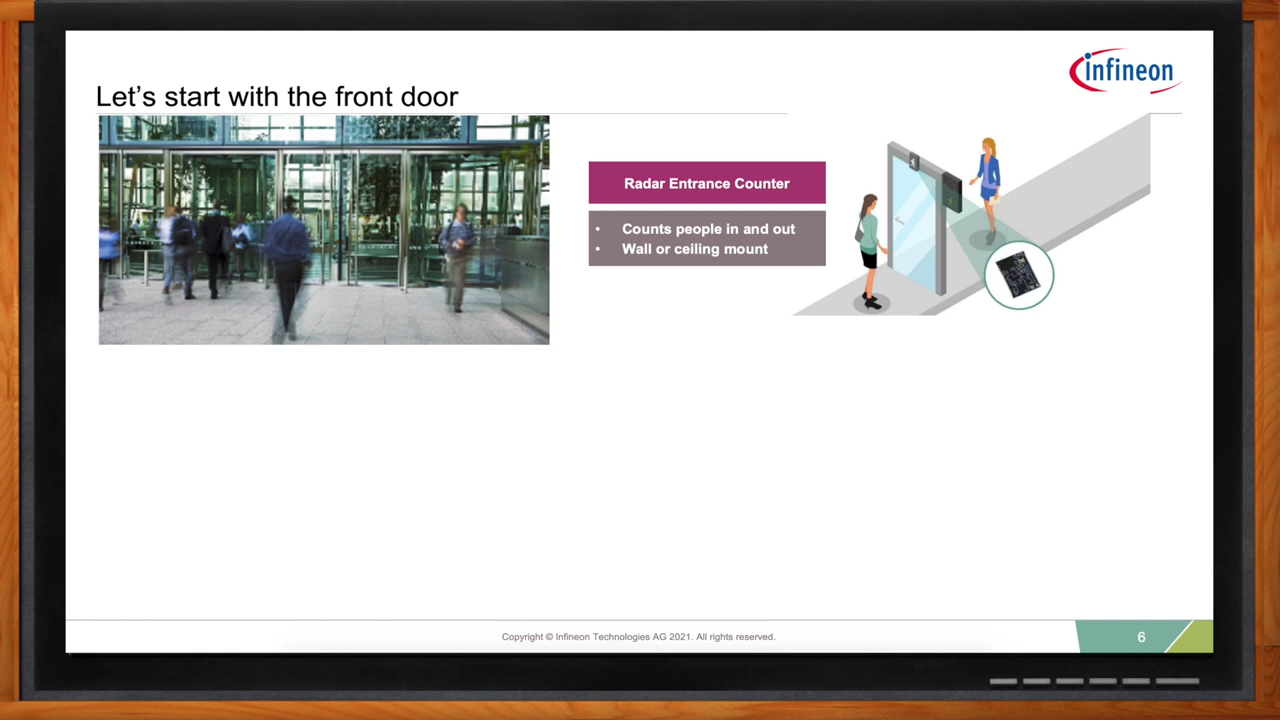 infineon
Let's start with the front door
Radar Entrance Counter
• Counts people in and out
• Wall or ceiling mount
Copyright © Infineon Technologies AG 2021. All rights reserved.
6